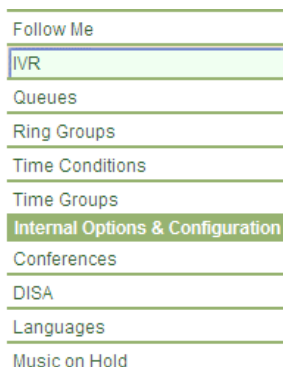 Follow Me
IVR
Queues
Ring Groups
Time Conditions
Time Groups
Internal Options & Configuration
Conferences
DISA
Languages
Music on Hold